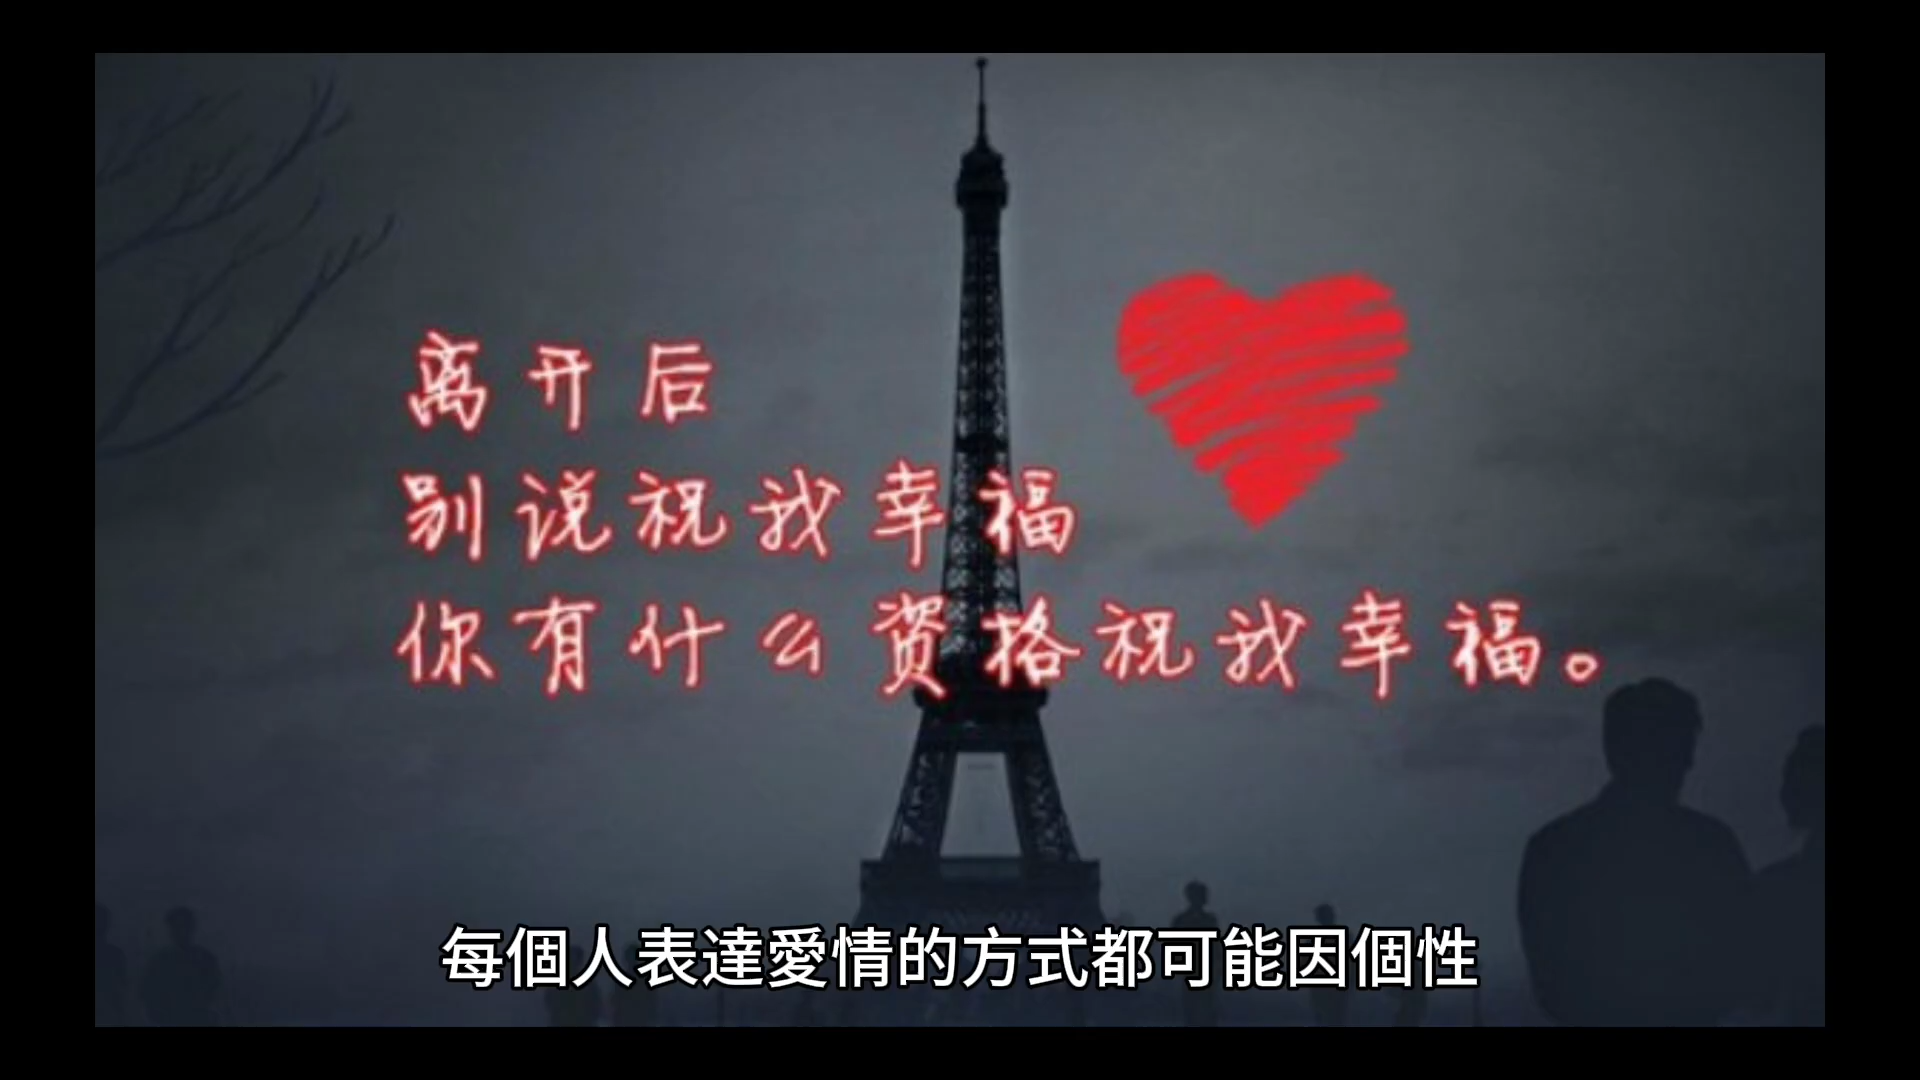 离开后
别说祝我幸福
你有什么资格祝我幸福。
每個人表達愛情的方式都可能因個性